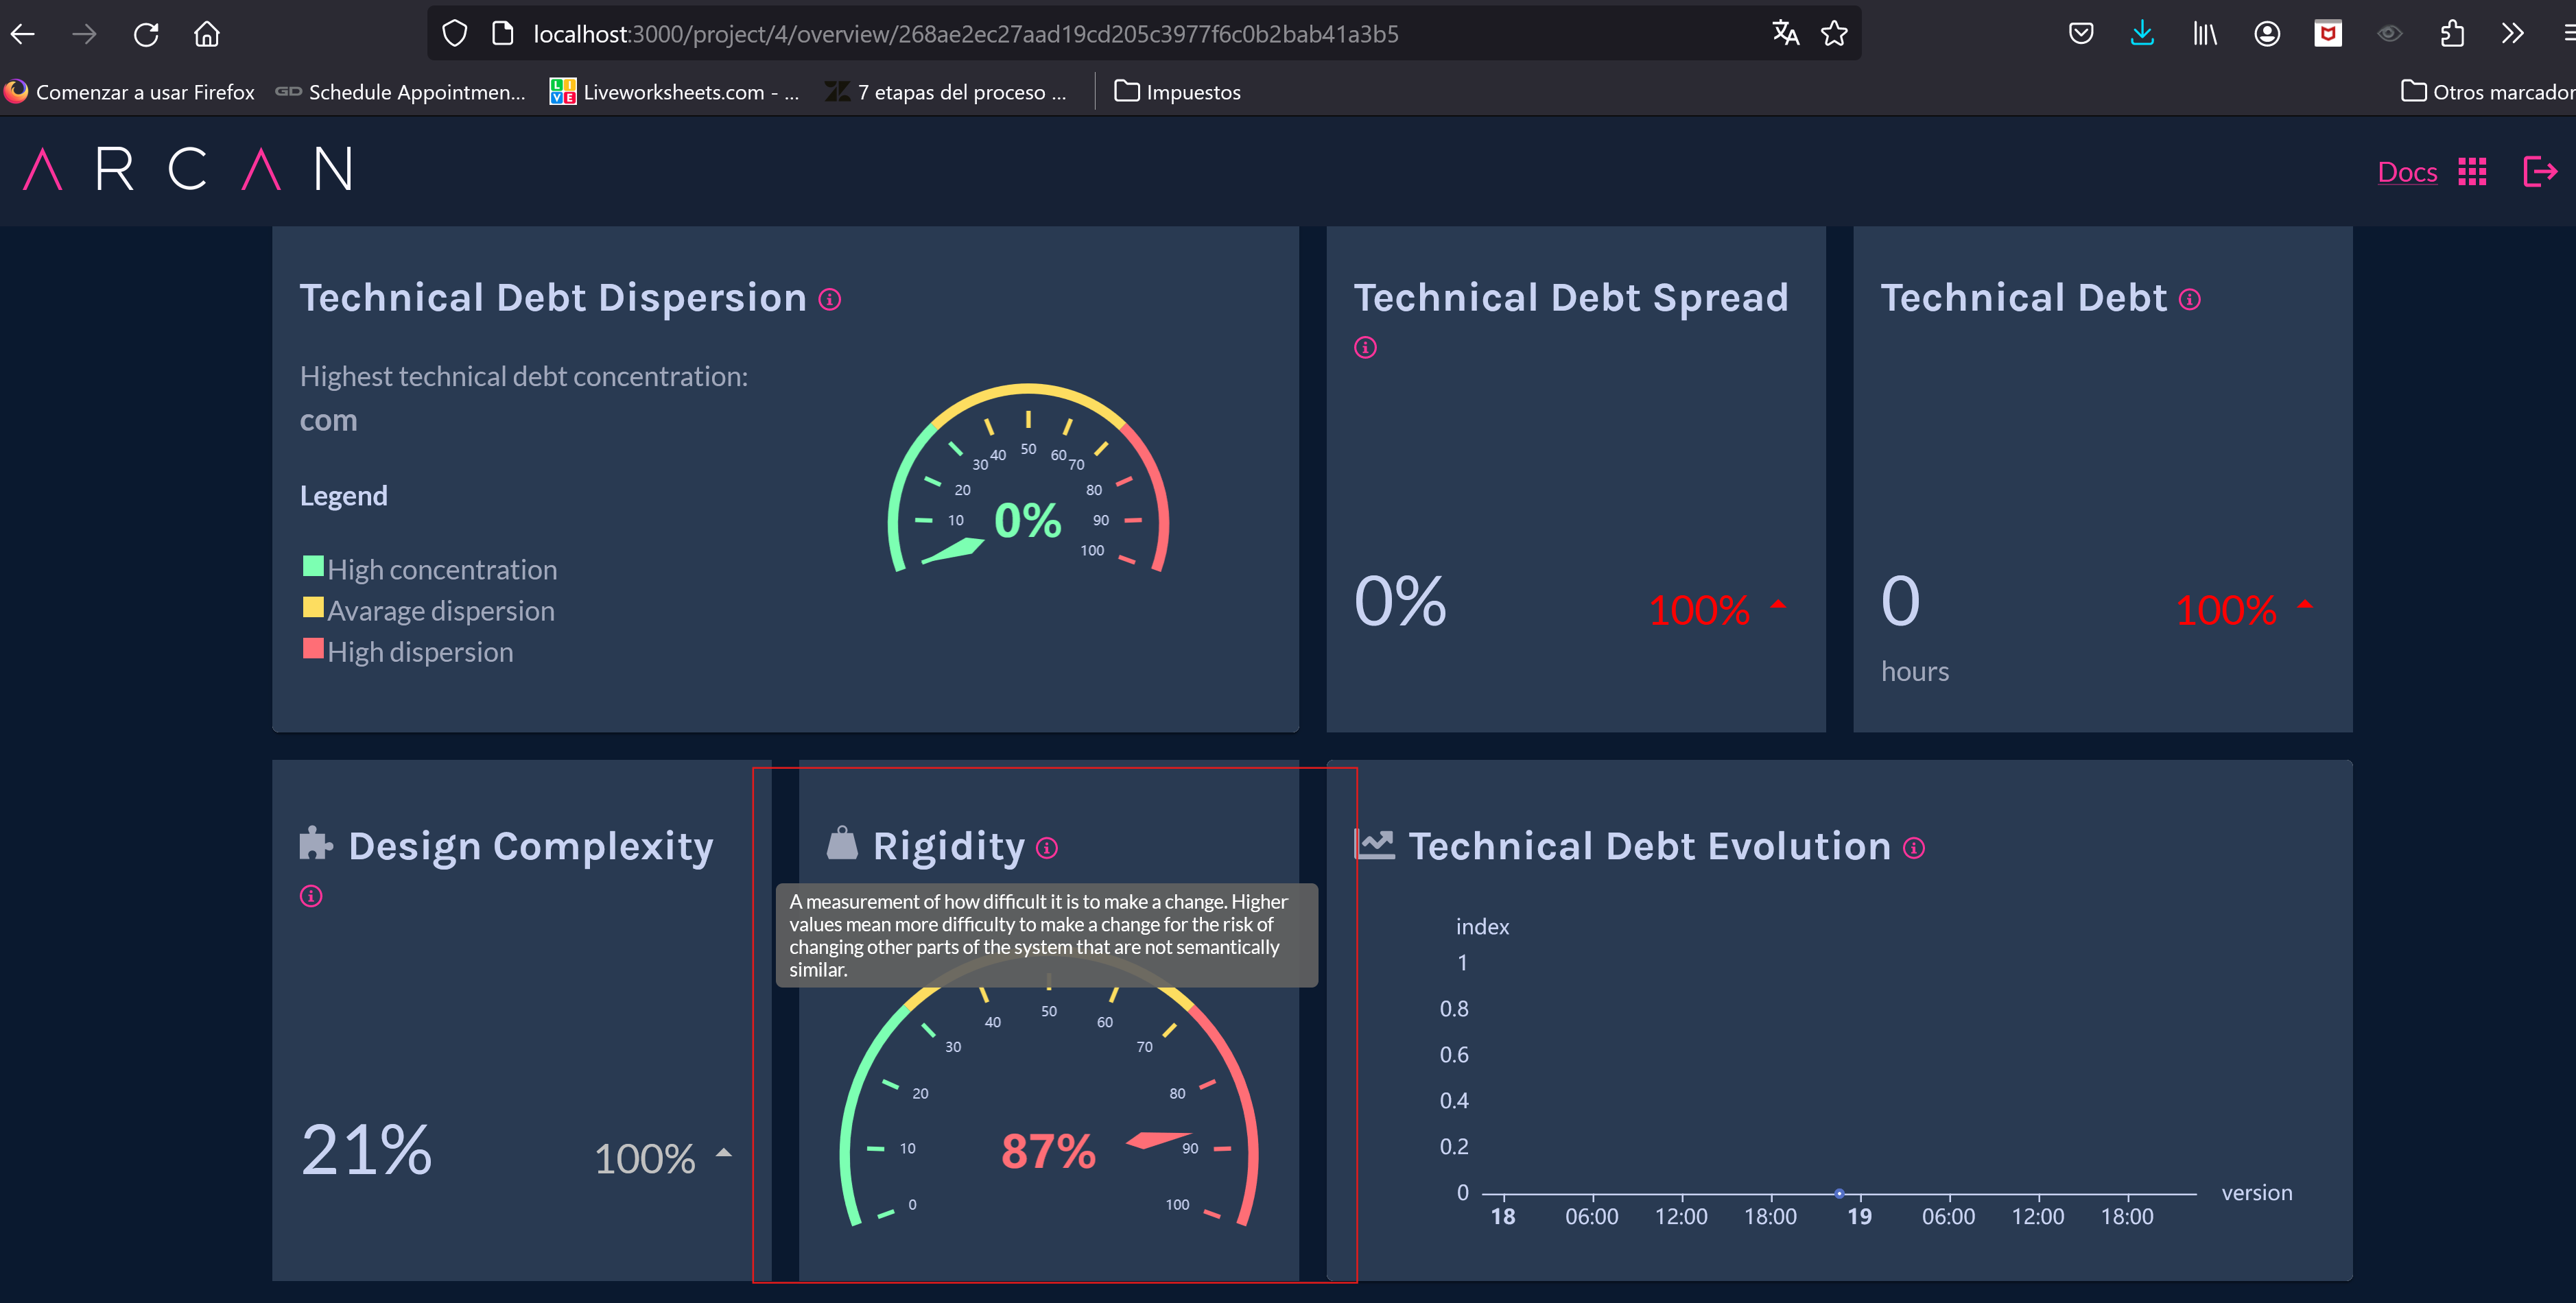 localhost:3000/project/4/overview/268ae2ec27aad19cd205c3977f6c0b2bab41a3b5
Comenzar a usar Firefox
GD Schedule Appointmen...
LIVE Liveworksheets.com - ...
7 etapas del proceso ...
Impuestos
Otros marcador
ARCAN
Docs
Technical Debt Dispersion
Highest technical debt concentration:
com
Legend
High concentration
Avarage dispersion
High dispersion
10
20
30
40
50
60
70
80
90
100
0%
Technical Debt Spread
0%
100%
Technical Debt
0
100%
hours
Design Complexity
21%
100%
Rigidity
A measurement of how difficult it is to make a change. Higher
values mean more difficulty to make a change for the risk of
changing other parts of the system that are not semantically
similar.
0
10
20
30
40
50
60
70
80
90
100
87%
Technical Debt Evolution
index
1
0.8
0.6
0.4
0.2
0
version
18 06:00 12:00 18:00 19 06:00 12:00 18:00